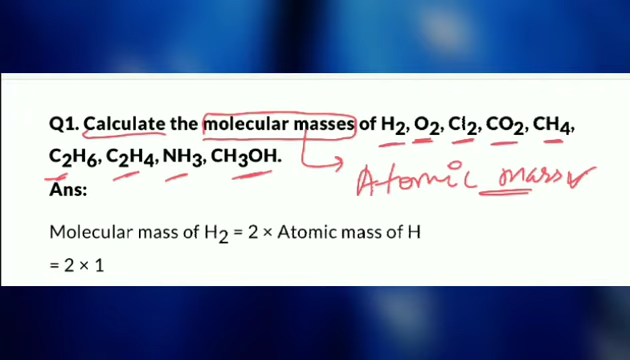 Q1. Calculate the molecular masses of H2, O2, Cl2, CO2, CH4,
C2H6, C2H4, NH3, CH3OH.
Atomic mass
Ans:
Molecular mass of H2 = 2 × Atomic mass of H
= 2 × 1